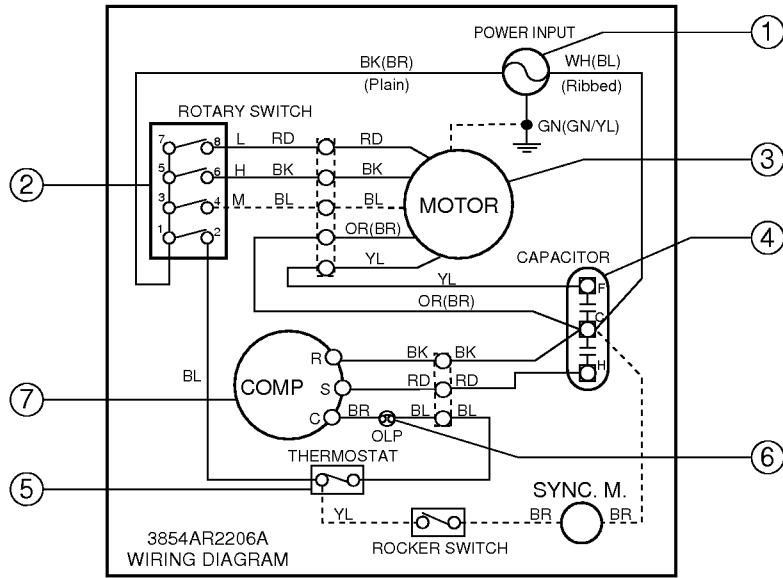 POWER INPUT
1
BK(BR)
WH(BL)
(Plain)
(Ribbed)
ROTARY SWITCH
GN(GN/YL)
7
8
L
RD
RD
3
5
6
H
BK
BK
2
3
4
M
BL
BL
MOTOR
1
2
OR(BR)
4
CAPACITOR
YL
YL
F
OR(BR)
C
R
BK
BK
H
BL
COMP
S
RD
RD
7
C
BR
BL
BL
OLP
THERMOSTAT
6
5
SYNC. M.
YL
BR
BR
3854AR2206A
ROCKER SWITCH
WIRING DIAGRAM